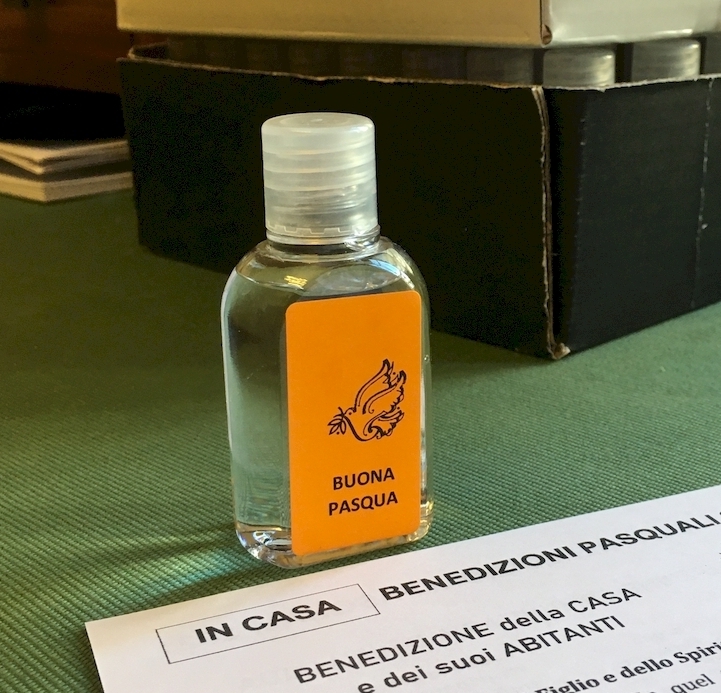 BUONA
PASQUA
IN CASA BENEDIZIONI PASQUALI
BENEDIZIONE della CASA
e dei suoi ABITANTI
Figlio e dello Spiri
quel